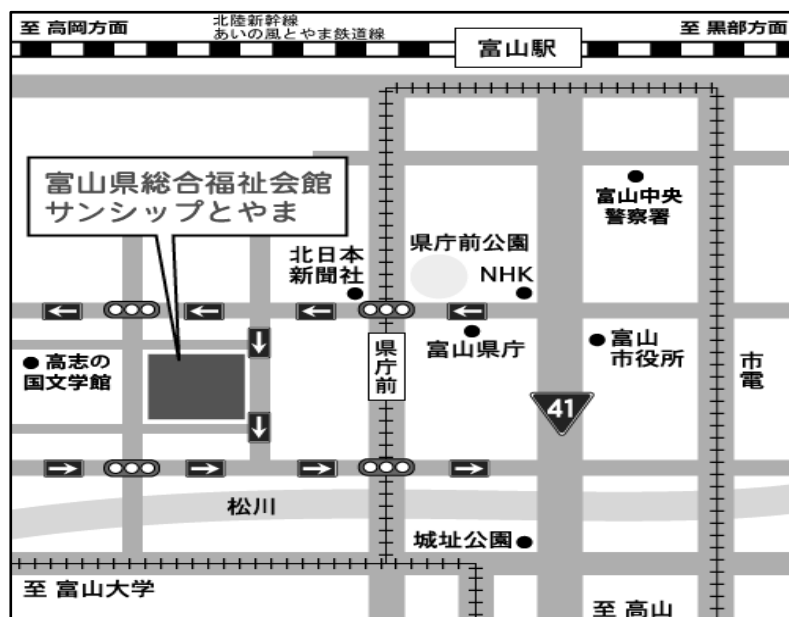 至 高岡方面
北陸新幹線
あいの風とやま鉄道線
富山駅
至 黒部方面
富山県総合福祉会館
サンシップとやま
富山中央
警察署
北日本
新聞社
県庁前公園
NHK
富山県庁
富山
市役所
県庁前
市電
高志の
国文学館
41
松川
城址公園
至 富山大学
至 高山